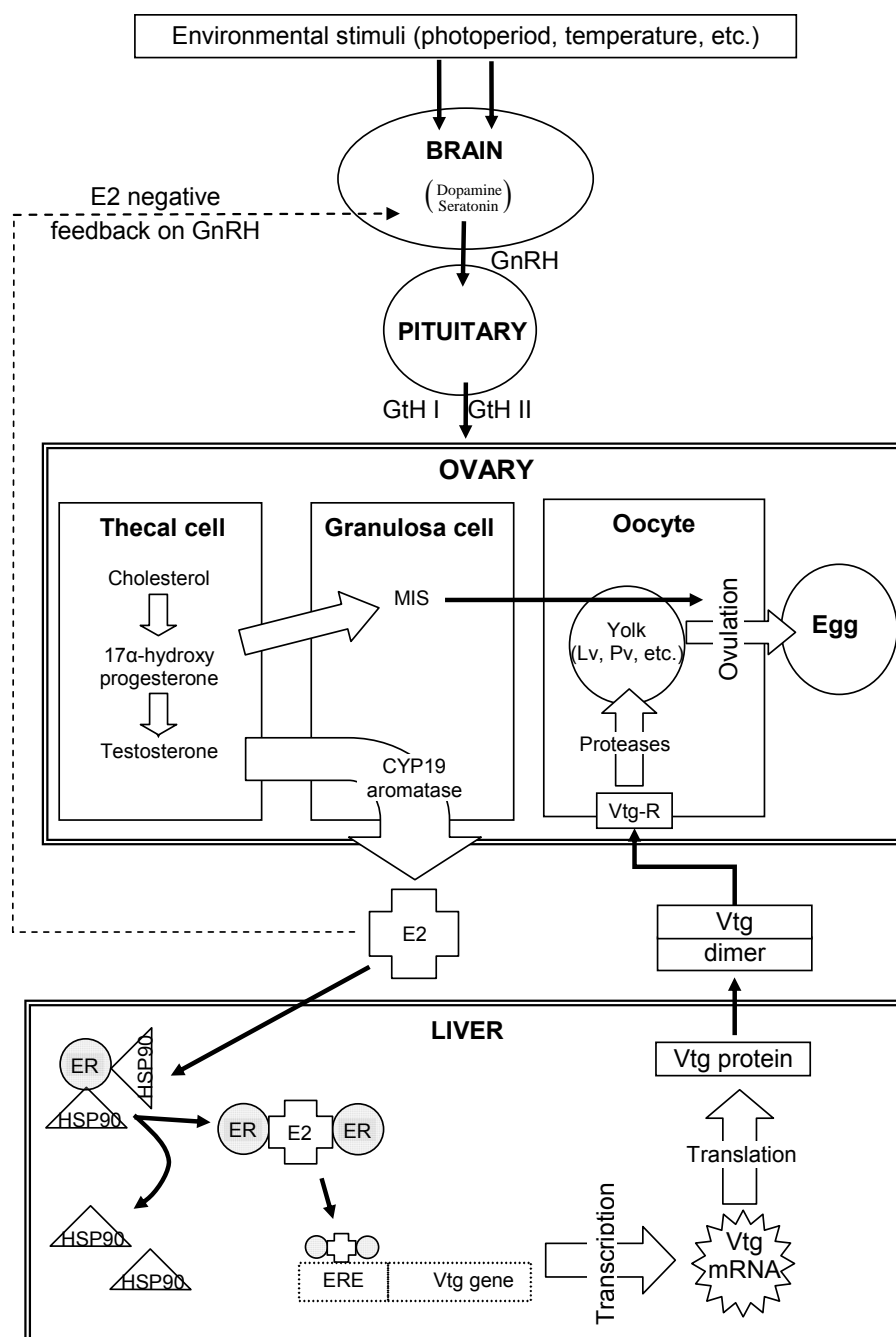 Environmental stimuli (photoperiod, temperature, etc.)
BRAIN
(Dopamine
Seratonin)
E2 negative
feedback on GnRH
GnRH
PITUITARY
GtH I
GtH II
OVARY
Thecal cell
Cholesterol
17α-hydroxy
progesterone
Testosterone
Granulosa cell
MIS
CYP19
aromatase
Oocyte
Yolk
(Lv, Pv, etc.)
Proteases
Vtg-R
Ovulation
Egg
E2
Vtg
dimer
LIVER
ER
HSP90
HSP90
ER
E2
ER
HSP90
HSP90
ERE
Vtg gene
Transcription
Vtg
mRNA
Translation
Vtg protein